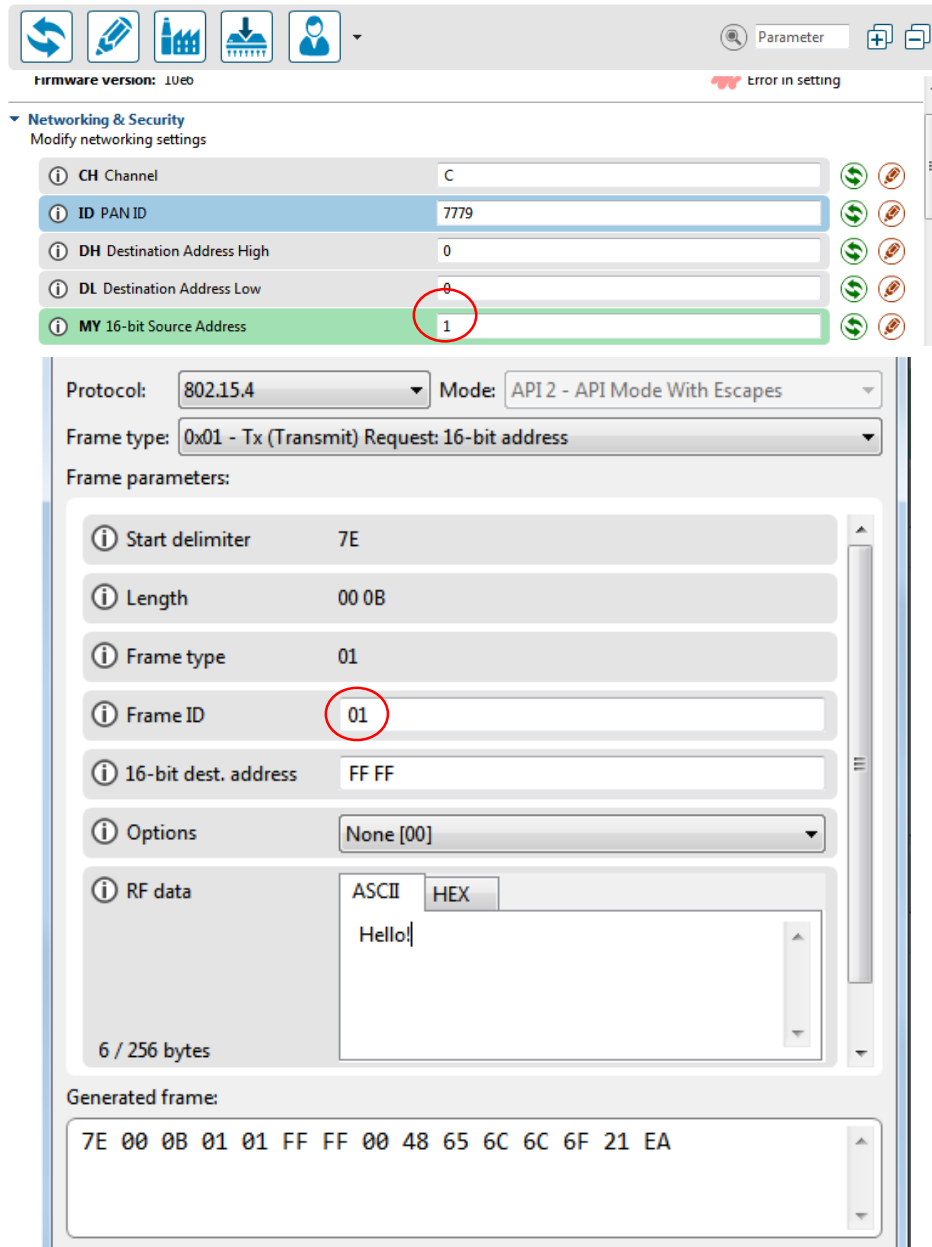 Parameter
Firmware version: 10e6 Error in setting
Networking & Security
Modify networking settings
CH Channel C
ID PAN ID 7779
DH Destination Address High 0
DL Destination Address Low 0
MY 16-bit Source Address 1
Protocol: 802.15.4 Mode: API 2 - API Mode With Escapes
Frame type: 0x01 - Tx (Transmit) Request: 16-bit address
Frame parameters:
Start delimiter 7E
Length 00 0B
Frame type 01
Frame ID 01
16-bit dest. address FF FF
Options None [00]
RF data ASCII HEX
Hello!
6 / 256 bytes
Generated frame:
7E 00 0B 01 01 FF FF 00 48 65 6C 6C 6F 21 EA